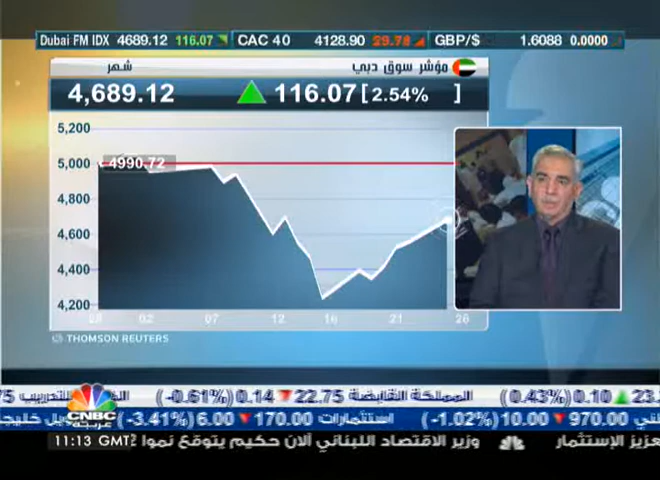 Dubai FM IDX 4689.12 116.07 CAC 40 4128.90 29.78 GBP/$ 1.6088 0.0000
شهر مؤشر سوق دبي
4,689.12 116.07 [2.54% ]
5,200
5,000
4990.72
4,800
4,600
4,400
4,200
28 02 07 12 16 21 26
THOMSON REUTERS
(0.43%) 0.10 المملكة القابضة 22.75 0.14 (-0.61%)
970.00 10.00 (-1.02%) استثمارات 170.00 6.00 (-3.41%)
CNBC
عربية
11:13 GMT
الإستثمار وزير الاقتصاد اللبناني آلان حكيم يتوقع نموا